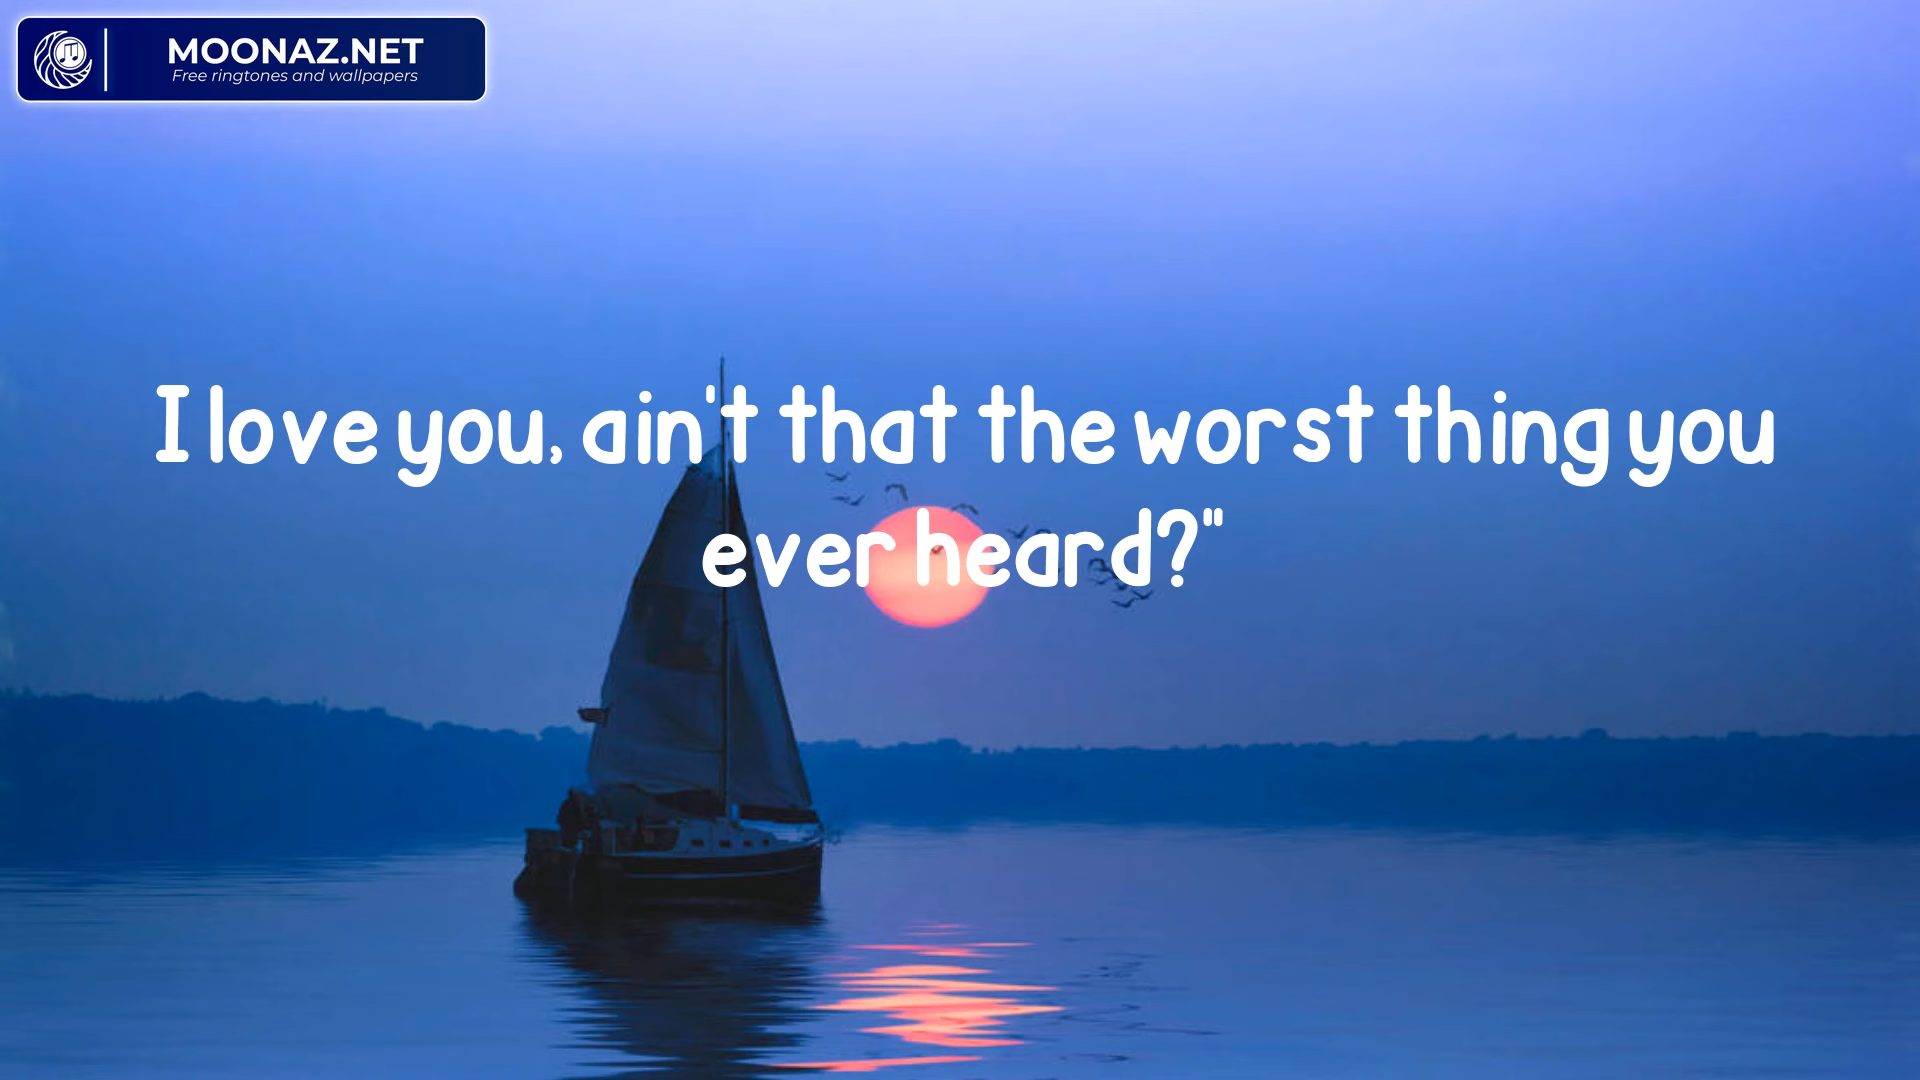 MOONAZ.NET
Free ringtones and wallpapers
I love you, ain't that the worst thing you
ever heard?"